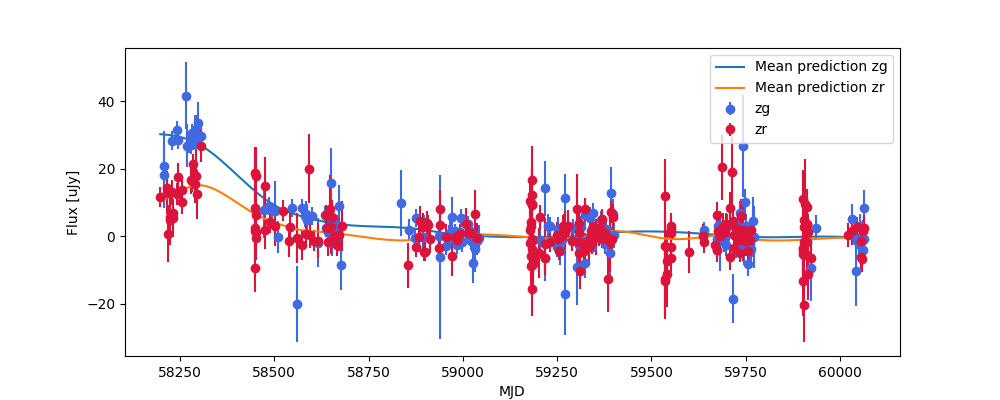 Mean prediction zg
Mean prediction zr
zg
zr
Flux [uJy]
40
20
0
−20
58250 58500 58750 59000 59250 59500 59750 60000
MJD